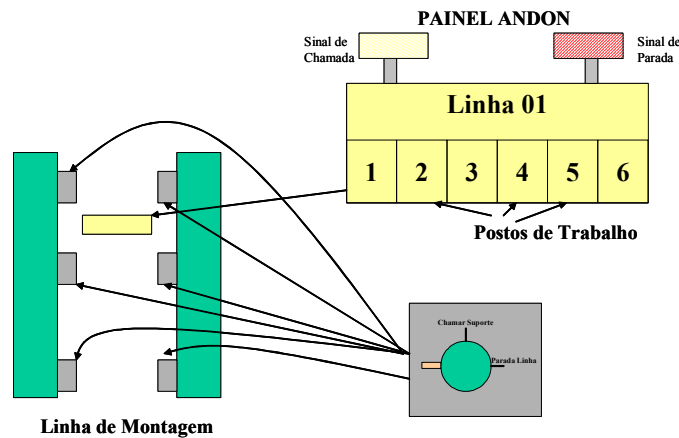 PAINEL ANDON
Sinal de
Chamada
Sinal de
Parada
Linha 01
1 2 3 4 5 6
Postos de Trabalho
Chamar Suporte
Parada Linha
Linha de Montagem